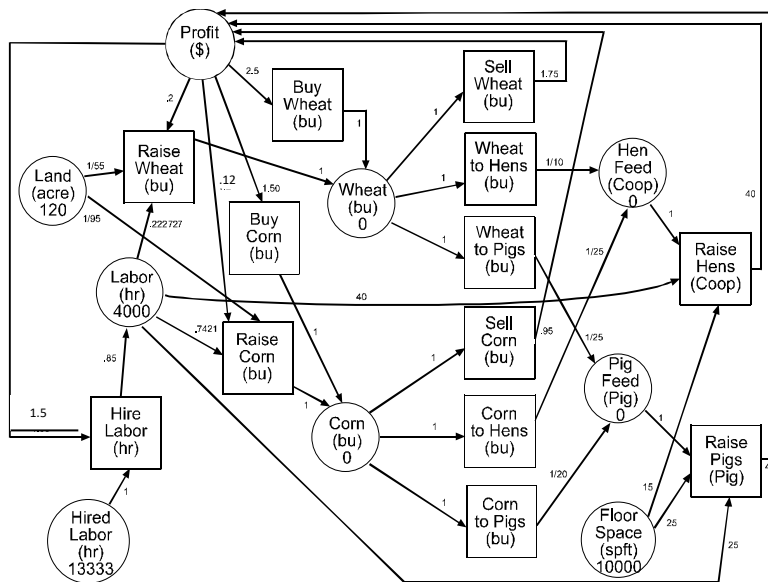 Profit
($)
2.5
1.75
.2
Buy
Wheat
(bu)
Sell
Wheat
(bu)
1
1
1/55
Raise
Wheat
(bu)
1
Wheat
to Hens
(bu)
1/10
Hen
Feed
(Coop)
0
Land
(acre)
120
.12
1.50
Wheat
(bu)
0
1
40
1/95
.222727
Buy
Corn
(bu)
1
Wheat
to Pigs
(bu)
1/25
1
Raise
Hens
(Coop)
Labor
(hr)
4000
40
.7421
1
Raise
Corn
(bu)
Sell
Corn
(bu)
.95
1/25
.85
1
1
Pig
Feed
(Pig)
0
1.5
Hire
Labor
(hr)
Corn
(bu)
0
1
Corn
to Hens
(bu)
1
Raise
Pigs
(Pig)
4
1
1/20
15
1
Hired
Labor
(hr)
13333
Corn
to Pigs
(bu)
Floor
Space
(spft)
10000
25
25